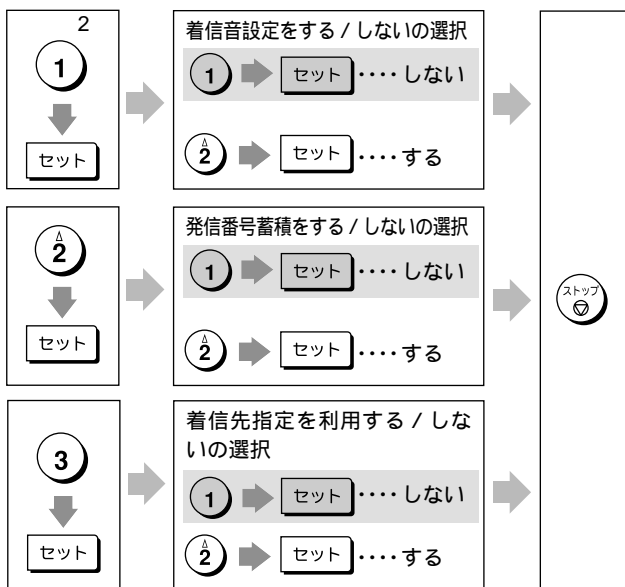 2
1
セット
着信音設定をする / しないの選択
1 セット ････ しない
2 セット ････ する
2
セット
発信番号蓄積をする / しないの選択
1 セット ････ しない
2 セット ････ する
3
セット
着信先指定を利用する / しな
いの選択
1 セット ････ しない
2 セット ････ する
ストップ